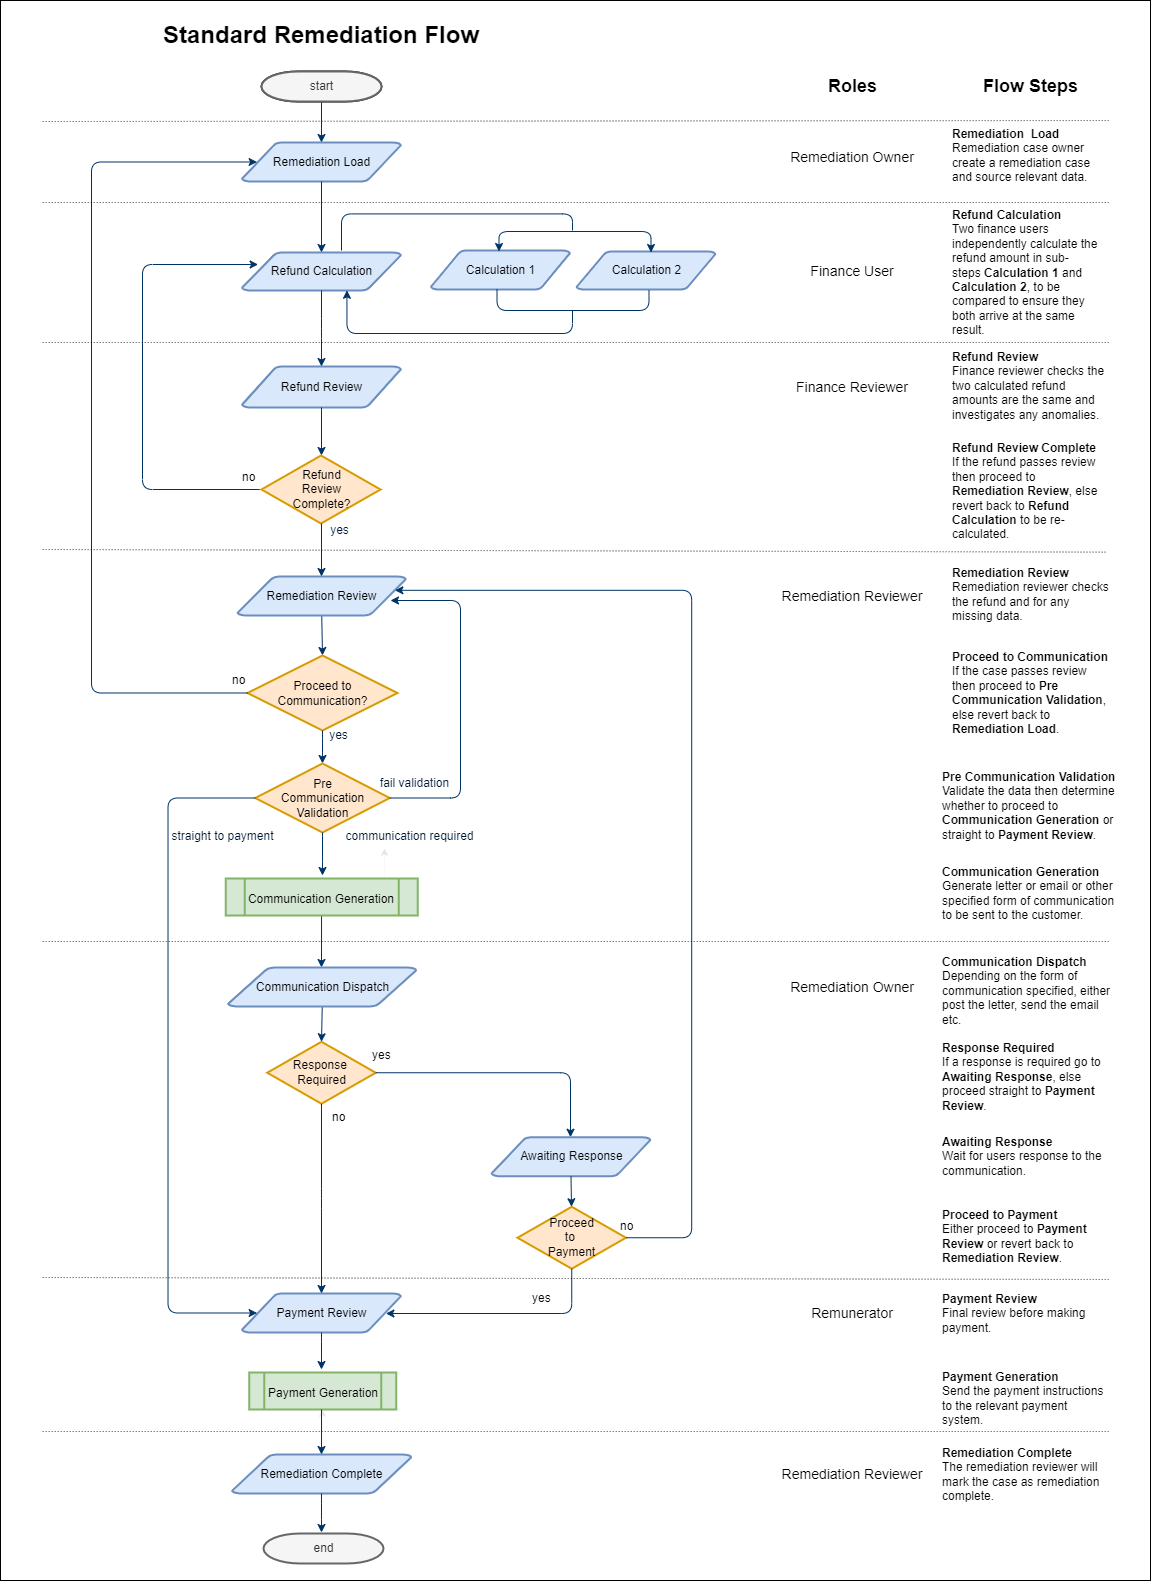 Standard Remediation Flow
start
Roles
Flow Steps
Remediation Load
Remediation Owner
Remediation Load
Remediation case owner
create a remediation case
and source relevant data.
Refund Calculation
Calculation 1
Calculation 2
Finance User
Refund Calculation
Two finance users
independently calculate the
refund amount in sub-
steps Calculation 1 and
Calculation 2, to be
compared to ensure they
both arrive at the same
result.
Refund Review
Finance Reviewer
Refund Review
Finance reviewer checks the
two calculated refund
amounts are the same and
investigates any anomalies.
no
Refund
Review
Complete?
yes
Refund Review Complete
If the refund passes review
then proceed to
Remediation Review, else
revert back to Refund
Calculation to be re-
calculated.
Remediation Review
Remediation Reviewer
Remediation Review
Remediation reviewer checks
the refund and for any
missing data.
no
Proceed to
Communication?
yes
Proceed to Communication
If the case passes review
then proceed to Pre
Communication Validation,
else revert back to
Remediation Load.
Pre
Communication
Validation
fail validation
straight to payment
communication required
Pre Communication Validation
Validate the data then determine
whether to proceed to
Communication Generation or
straight to Payment Review.
Communication Generation
Communication Generation
Generate letter or email or other
specified form of communication
to be sent to the customer.
Communication Dispatch
Remediation Owner
Communication Dispatch
Depending on the form of
communication specified, either
post the letter, send the email
etc.
Response
Required
yes
no
Response Required
If a response is required go to
Awaiting Response, else
proceed straight to Payment
Review.
Awaiting Response
Awaiting Response
Wait for users response to the
communication.
Proceed
to
Payment
no
yes
Proceed to Payment
Either proceed to Payment
Review or revert back to
Remediation Review.
Payment Review
Remunerator
Payment Review
Final review before making
payment.
Payment Generation
Payment Generation
Send the payment instructions
to the relevant payment
system.
Remediation Complete
Remediation Reviewer
Remediation Complete
The remediation reviewer will
mark the case as remediation
complete.
end